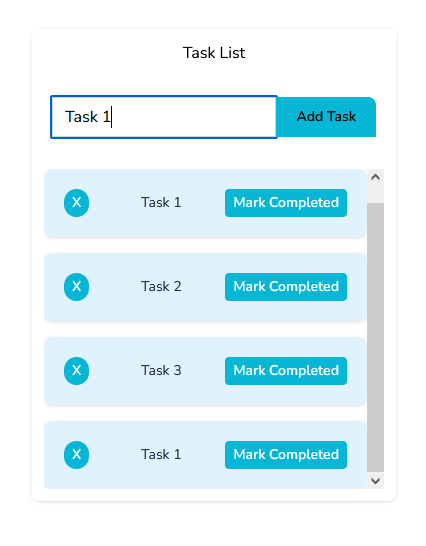 Task List
Task 1 Add Task
X Task 1 Mark Completed
X Task 2 Mark Completed
X Task 3 Mark Completed
X Task 1 Mark Completed